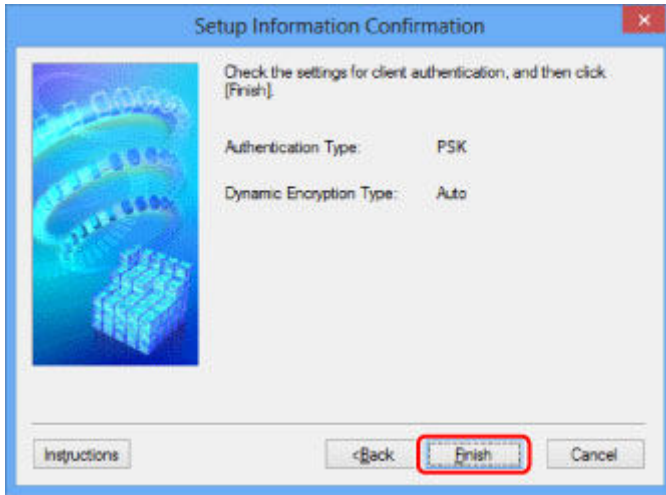 Setup Information Confirmation
Check the settings for client authentication, and then click
[Finish].
Authentication Type: PSK
Dynamic Encryption Type: Auto
Instructions <Back Finish Cancel